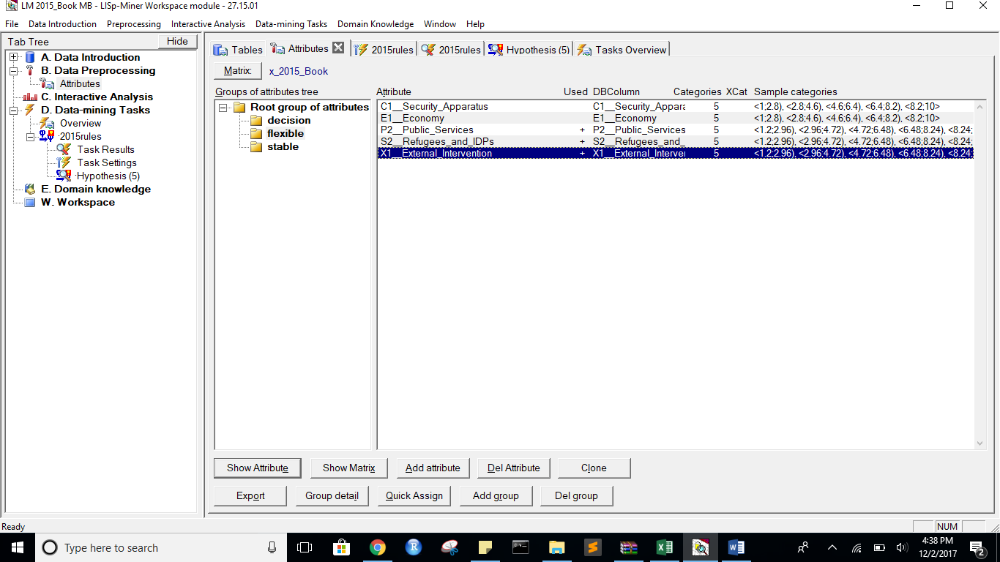 LM 2015_Book MB - LISp-Miner Workspace module - 27.15.01
File Data Introduction Preprocessing Interactive Analysis Data-mining Tasks Domain Knowledge Window Help
Tab Tree Hide
A. Data Introduction
B. Data Preprocessing
Attributes
C. Interactive Analysis
D. Data-mining Tasks
Overview
2015rules
Task Results
Task Settings
Hypothesis (5)
E. Domain knowledge
W. Workspace
Tables Attributes 2015rules 2015rules Hypothesis (5) Tasks Overview
Matrix: x_2015_Book
Groups of attributes tree
Root group of attributes
decision
flexible
stable
Attribute Used DBColumn Categories XCat Sample categories
C1__Security_Apparatus C1__Security_Appara 5 <1;2.8), <2.8;4.6), <4.6;6.4), <6.4;8.2), <8.2;10>
E1__Economy E1__Economy 5 <1;2.8), <2.8;4.6), <4.6;6.4), <6.4;8.2), <8.2;10>
P2__Public_Services + P2__Public_Services 5 <1.2;2.96), <2.96;4.72), <4.72;6.48), <6.48;8.24), <8.24;
S2__Refugees_and_IDPs + S2__Refugees_and_ 5 <1.2;2.96), <2.96;4.72), <4.72;6.48), <6.48;8.24), <8.24;
X1__External_Intervention + X1__External_Interver 5 <1.2;2.96), <2.96;4.72), <4.72;6.48), <6.48;8.24), <8.24;
Show Attribute Show Matrix Add attribute Del Attribute Clone
Export Group detail Quick Assign Add group Del group
Ready NUM
Type here to search
4:38 PM
12/2/2017
2